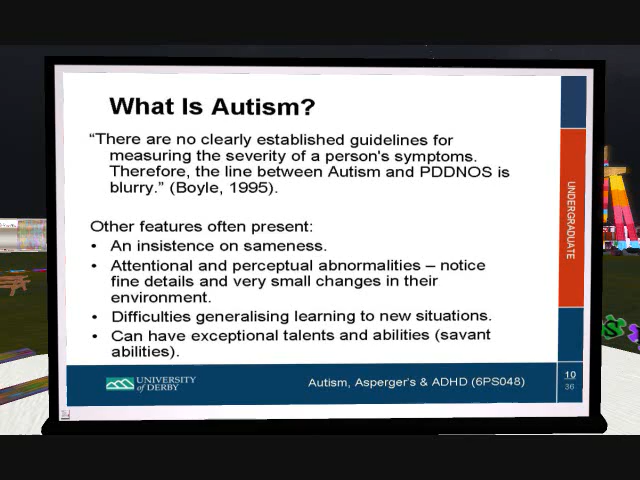 What Is Autism?
“There are no clearly established guidelines for
measuring the severity of a person's symptoms.
Therefore, the line between Autism and PDDNOS is
blurry.” (Boyle, 1995).
Other features often present:
• An insistence on sameness.
• Attentional and perceptual abnormalities – notice
fine details and very small changes in their
environment.
• Difficulties generalising learning to new situations.
• Can have exceptional talents and abilities (savant
abilities).
UNDERGRADUATE
UNIVERSITY
of DERBY
Autism, Asperger's & ADHD (6PS048)
10
36